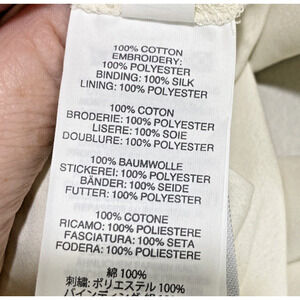 100% COTTON
EMBROIDERY:
100% POLYESTER
BINDING: 100% SILK
LINING: 100% POLYESTER
100% COTON
BRODERIE: 100% POLYESTER
LISERE: 100% SOIE
DOUBLURE: 100% POLYESTER
100% BAUMWOLLE
STICKEREI: 100% POLYESTER
BÄNDER: 100% SEIDE
FUTTER: 100% POLYESTER
100% COTONE
RICAMO: 100% POLIESTERE
FASCIATURA: 100% SETA
FODERA: 100% POLIESTERE
綿 100%
刺繍: ポリエステル 100%